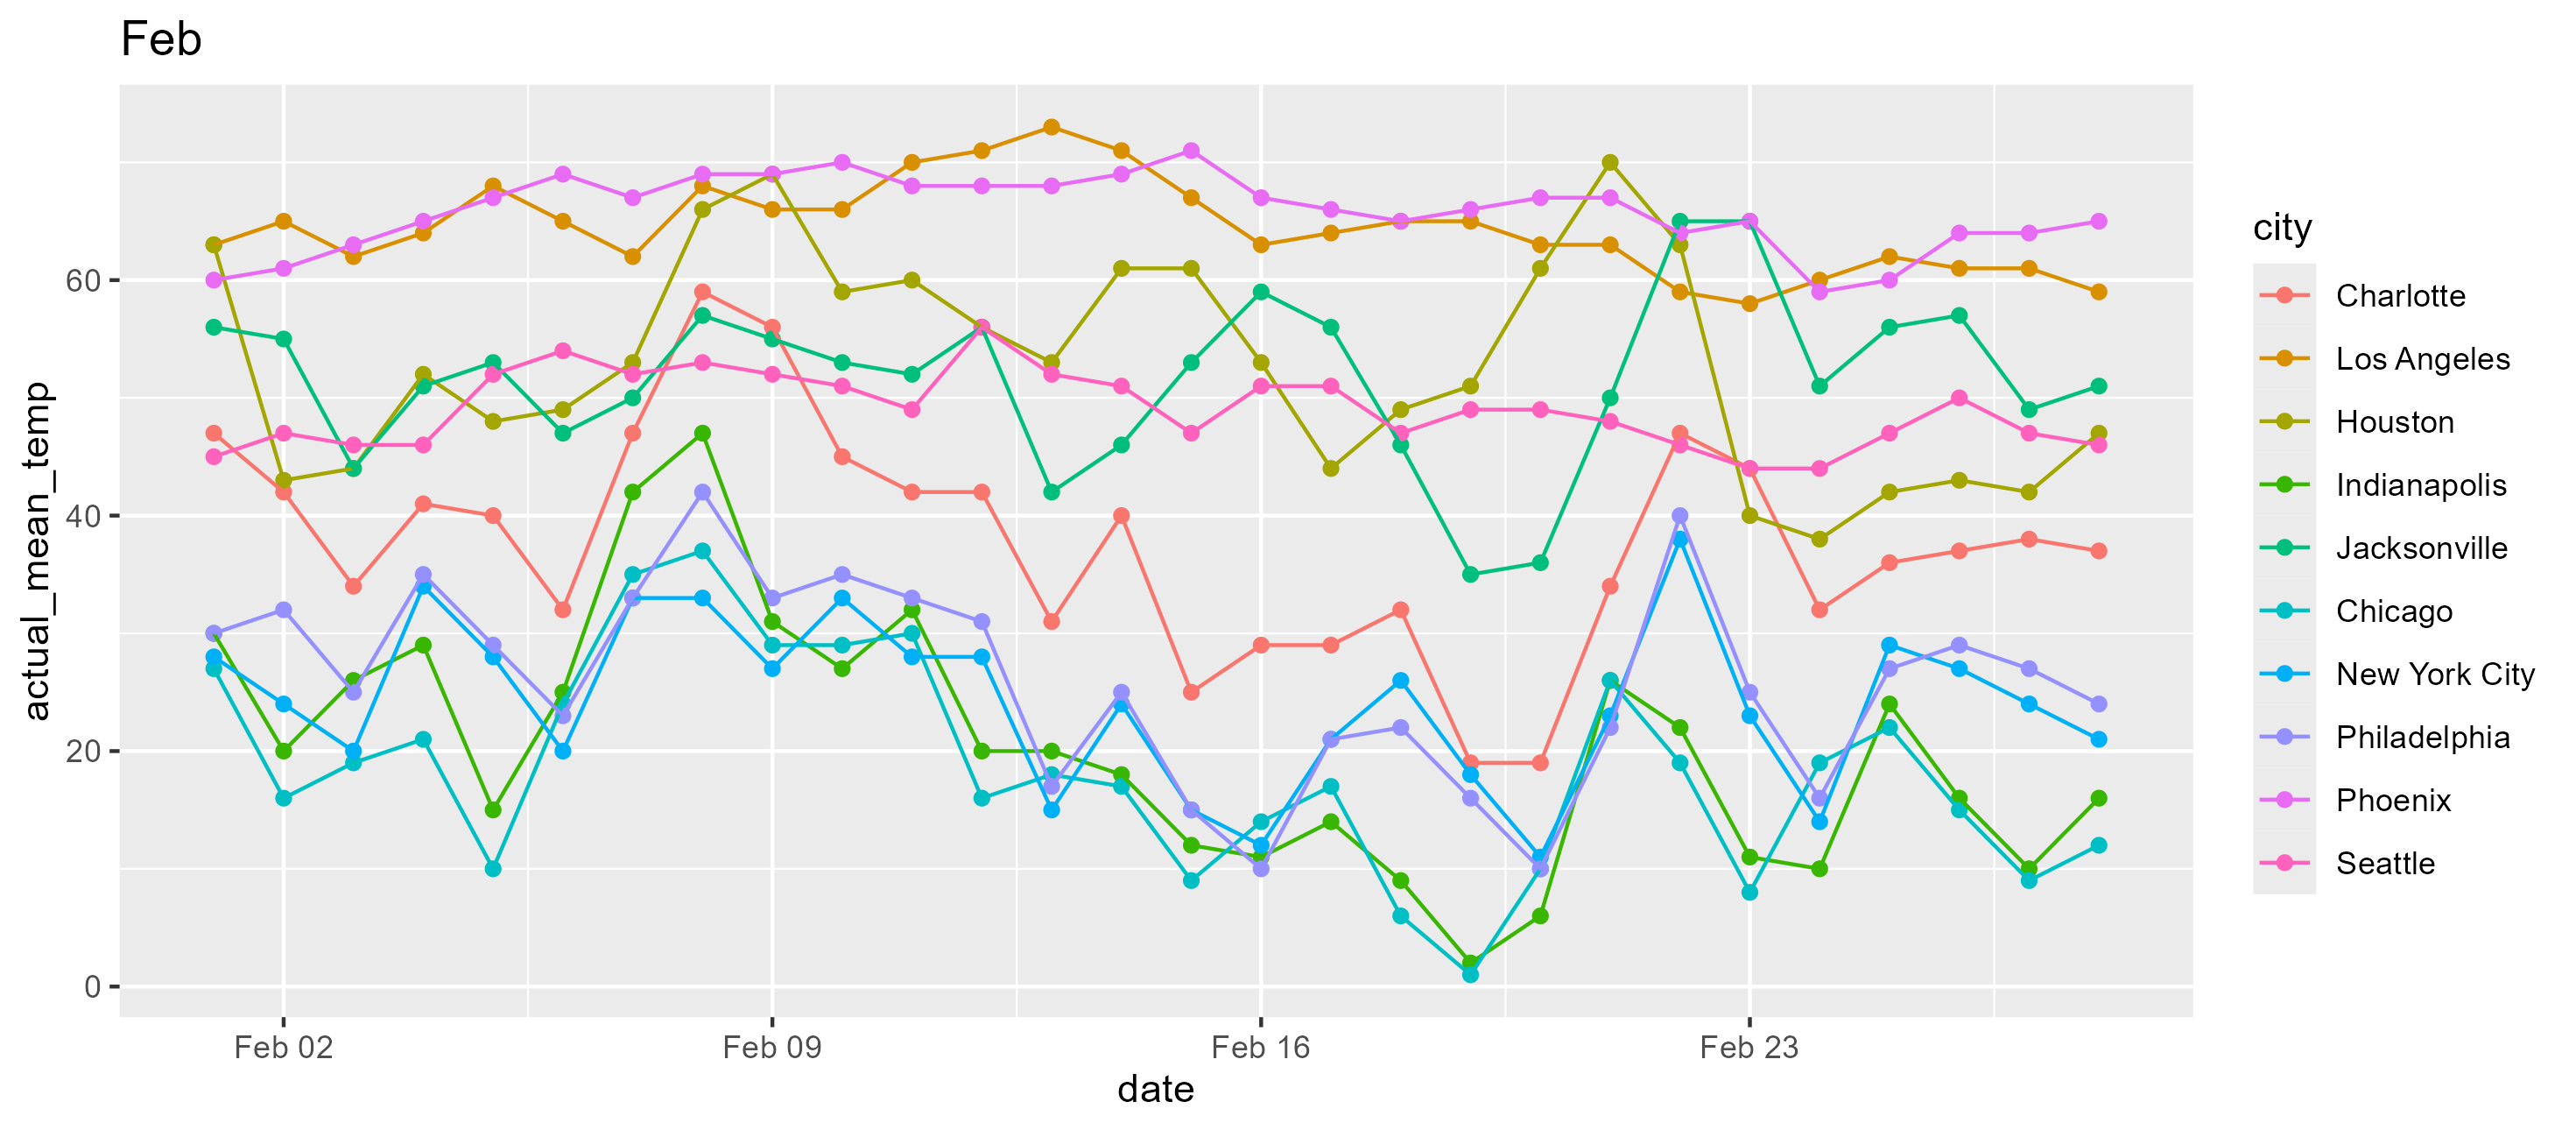 Feb
actual_mean_temp
60
40
20
0
Feb 02
Feb 09
Feb 16
Feb 23
date
city
Charlotte
Los Angeles
Houston
Indianapolis
Jacksonville
Chicago
New York City
Philadelphia
Phoenix
Seattle